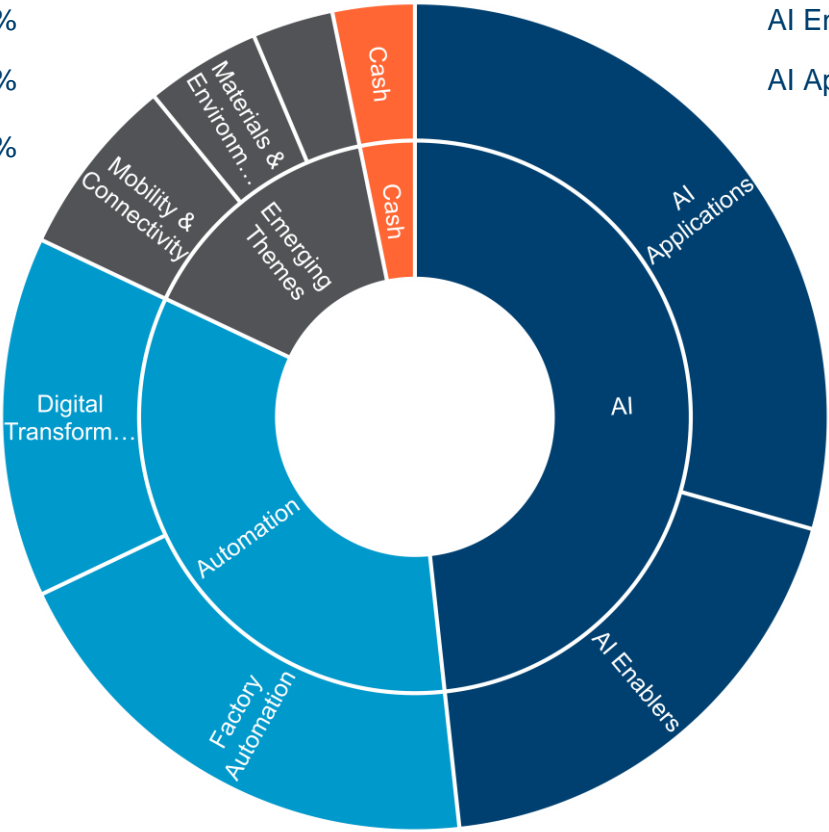 %
%
%
AI Er
AI Ap
Cash
Cash
Materials &
Environm…
Mobility &
Connectivity
Emerging
Themes
AI
Applications
AI
Digital
Transform…
Automation
Factory
Automation
AI Enablers